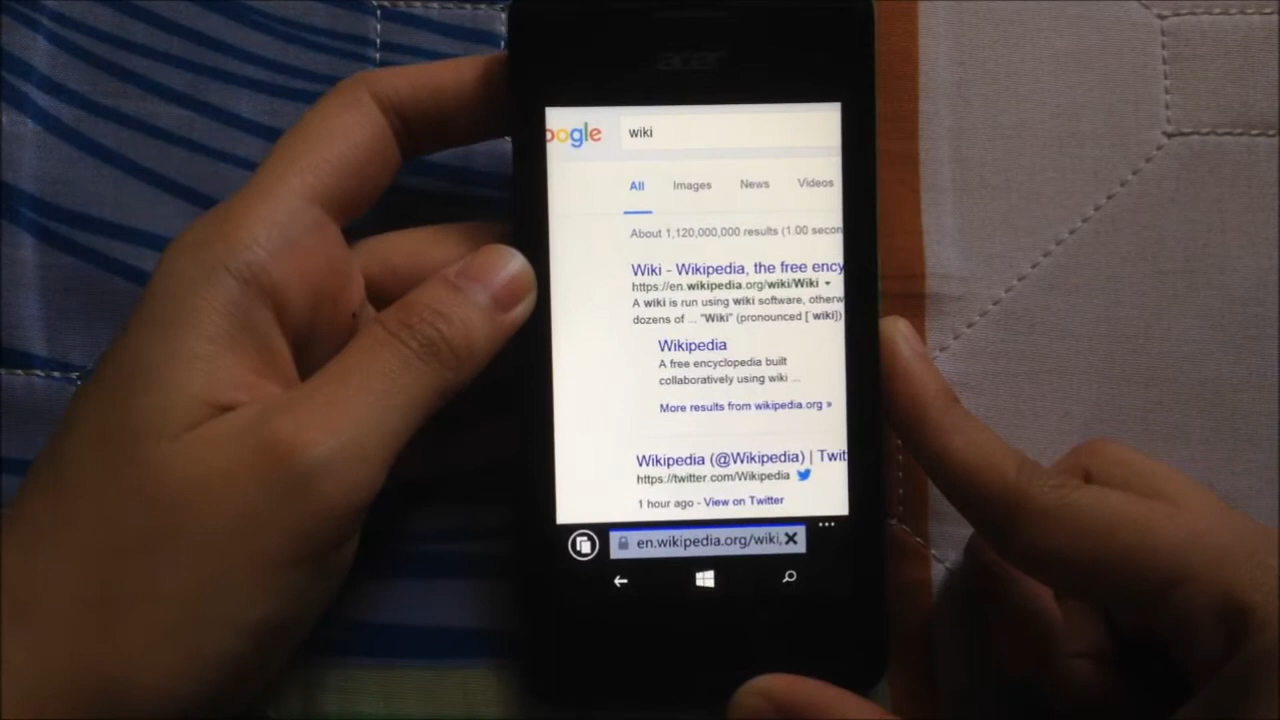 acer
oogle wiki
All Images News Videos
About 1,120,000,000 results (1.00 secon
Wiki - Wikipedia, the free ency
https://en.wikipedia.org/wiki/Wiki
A wiki is run using wiki software, otherw
dozens of ... "Wiki" (pronounced [ˈwiki])
Wikipedia
A free encyclopedia built
collaboratively using wiki ...
More results from wikipedia.org »
Wikipedia (@Wikipedia) | Twit
https://twitter.com/Wikipedia
1 hour ago - View on Twitter
en.wikipedia.org/wiki,